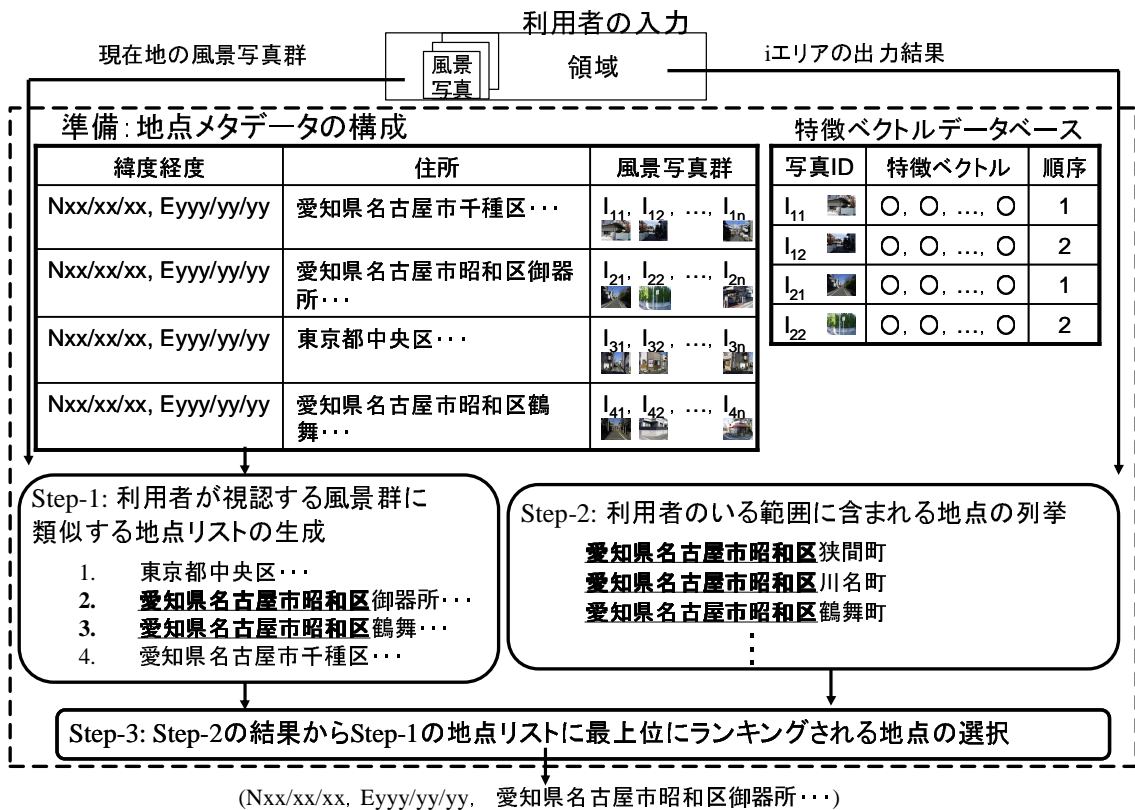 利用者の入力
現在地の風景写真群
風景
写真
領域
iエリアの出力結果
準備：地点メタデータの構成
緯度経度 住所 風景写真群
Nxx/xx/xx, Eyyy/yy/yy 愛知県名古屋市千種区・・・ I11, I12, ..., I1n
Nxx/xx/xx, Eyyy/yy/yy 愛知県名古屋市昭和区御器 I21, I22, ..., I2n
所・・・
Nxx/xx/xx, Eyyy/yy/yy 東京都中央区・・・ I31, I32, ..., I3n
Nxx/xx/xx, Eyyy/yy/yy 愛知県名古屋市昭和区鶴 I41, I42, ..., I4n
舞・・・
特徴ベクトルデータベース
写真ID 特徴ベクトル 順序
I11 〇, 〇, ..., 〇 1
I12 〇, 〇, ..., 〇 2
I21 〇, 〇, ..., 〇 1
I22 〇, 〇, ..., 〇 2
Step-1: 利用者が視認する風景群に
類似する地点リストの生成
1. 東京都中央区・・・
2. 愛知県名古屋市昭和区御器所・・・
3. 愛知県名古屋市昭和区鶴舞・・・
4. 愛知県名古屋市千種区・・・
Step-2: 利用者のいる範囲に含まれる地点の列挙
愛知県名古屋市昭和区狭間町
愛知県名古屋市昭和区川名町
愛知県名古屋市昭和区鶴舞町
Step-3: Step-2の結果からStep-1の地点リストに最上位にランキングされる地点の選択
(Nxx/xx/xx, Eyyy/yy/yy, 愛知県名古屋市昭和区御器所・・・)